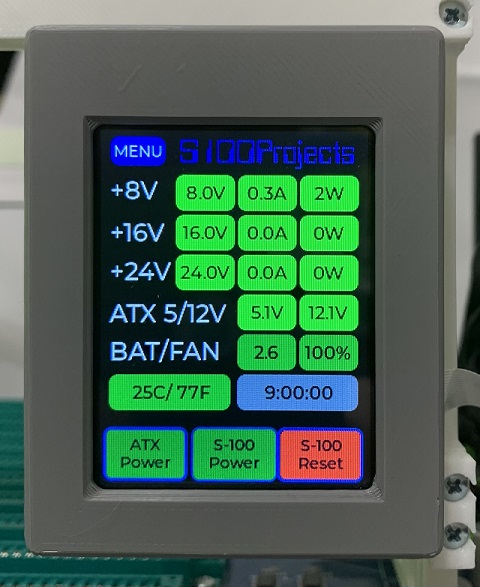 MENU S100Projects
+8V 8.0V 0.3A 2W
+16V 16.0V 0.0A 0W
+24V 24.0V 0.0A 0W
ATX 5/12V 5.1V 12.1V
BAT/FAN 2.6 100%
25C/ 77F 9:00:00
ATX Power S-100 Power S-100 Reset